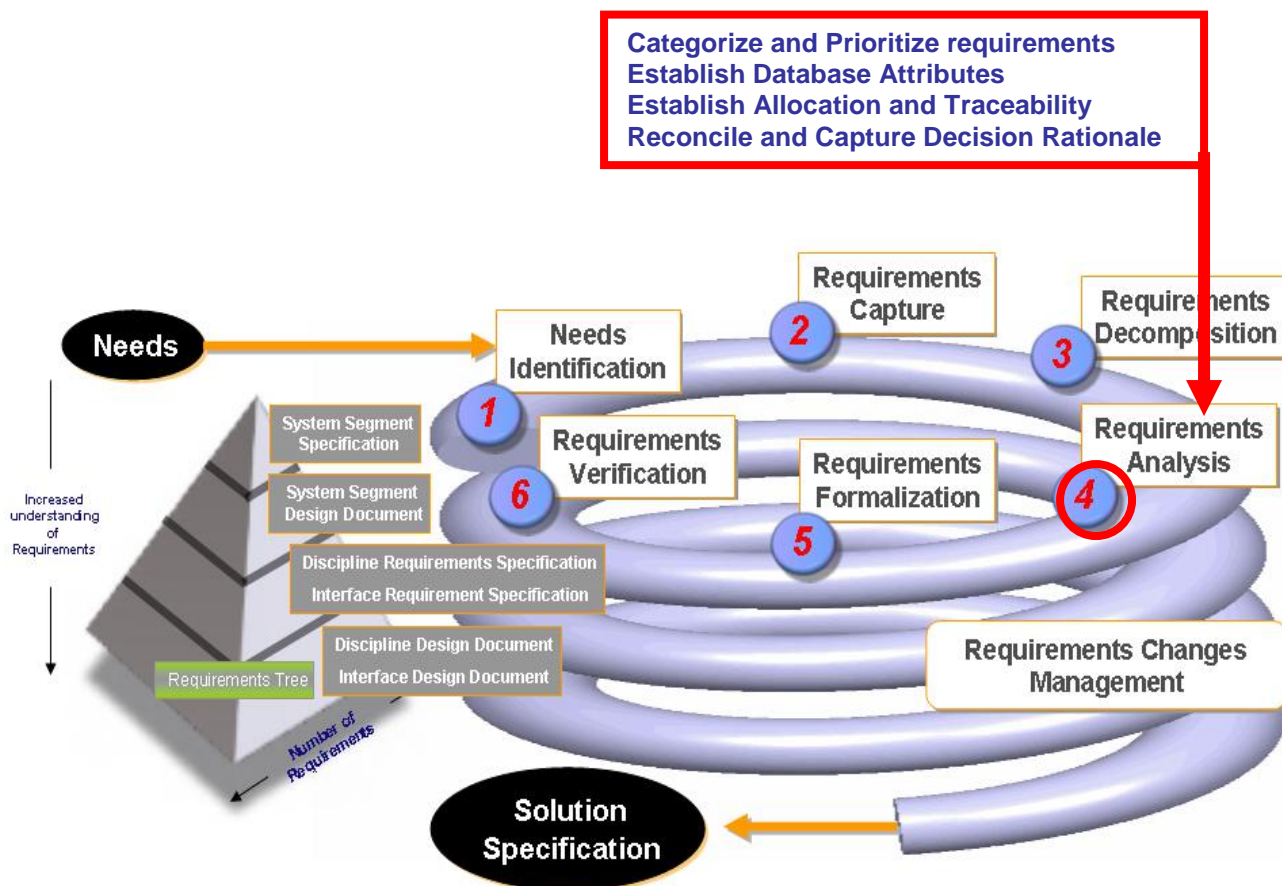 Categorize and Prioritize requirements
Establish Database Attributes
Establish Allocation and Traceability
Reconcile and Capture Decision Rationale
Needs
Needs
Identification
1
Requirements
Capture
2
Requirements
Decomposition
3
Requirements
Analysis
4
Requirements
Formalization
5
Requirements
Verification
6
Increased
understanding
of
Requirements
System Segment
Specification
System Segment
Design Document
Discipline Requirements Specification
Interface Requirement Specification
Discipline Design Document
Interface Design Document
Requirements Tree
Number of
Requirements
Requirements Changes
Management
Solution
Specification